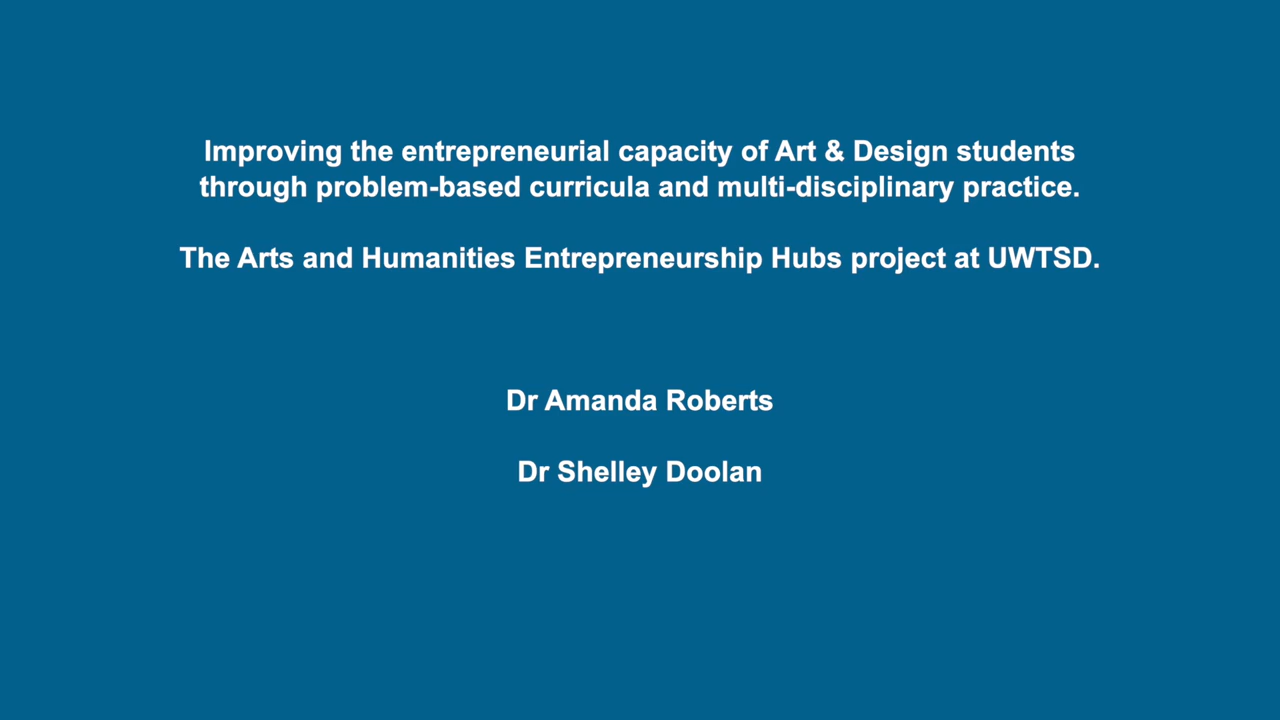 Improving the entrepreneurial capacity of Art & Design students
through problem-based curricula and multi-disciplinary practice.
The Arts and Humanities Entrepreneurship Hubs project at UWTSD.
Dr Amanda Roberts
Dr Shelley Doolan